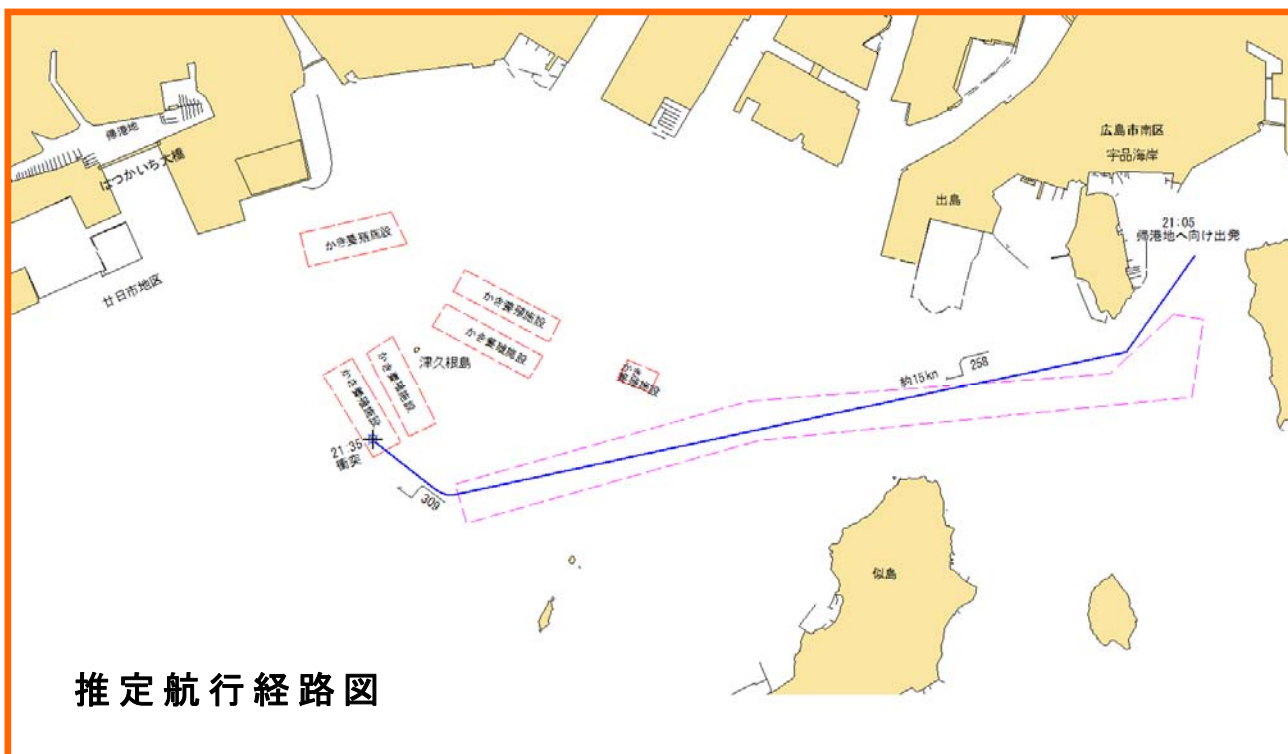 帰港地
はつかいち大橋
廿日市地区
かき養殖施設
かき養殖施設
かき養殖施設
かき養殖施設
かき養殖施設
かき
養殖施設
津久根島
21:35
衝突
309
約15kn
258
広島市南区
宇品海岸
出島
21:05
帰港地へ向け出発
似島
推定航行経路図